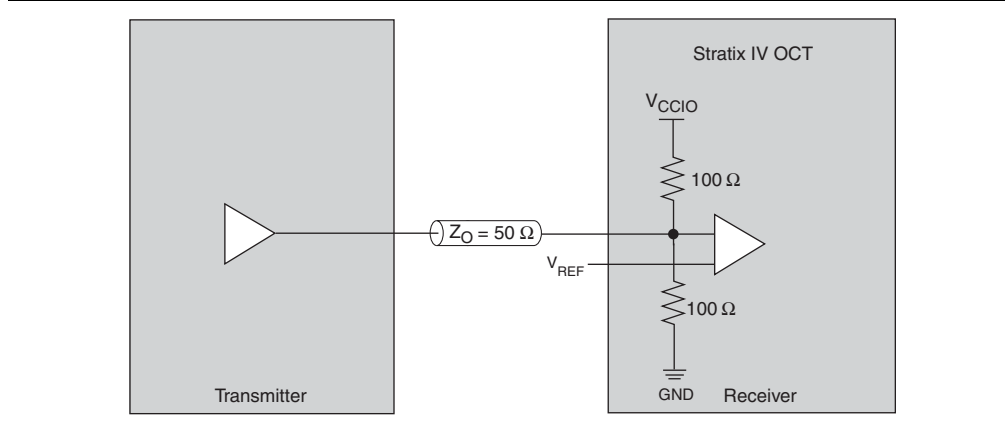 Stratix IV OCT
VCCIO
100 Ω
ZO = 50 Ω
VREF
100 Ω
GND
Transmitter
Receiver